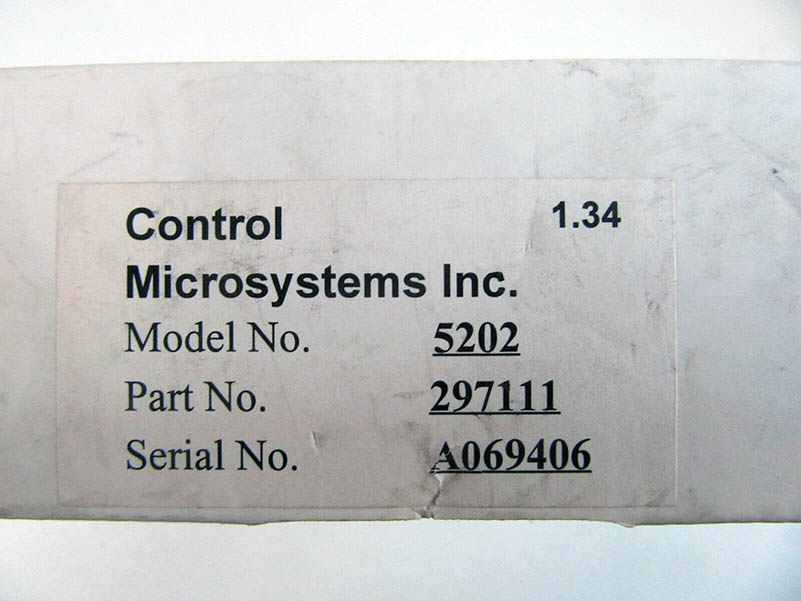 Control 1.34
Microsystems Inc.
Model No. 5202
Part No. 297111
Serial No. A069406